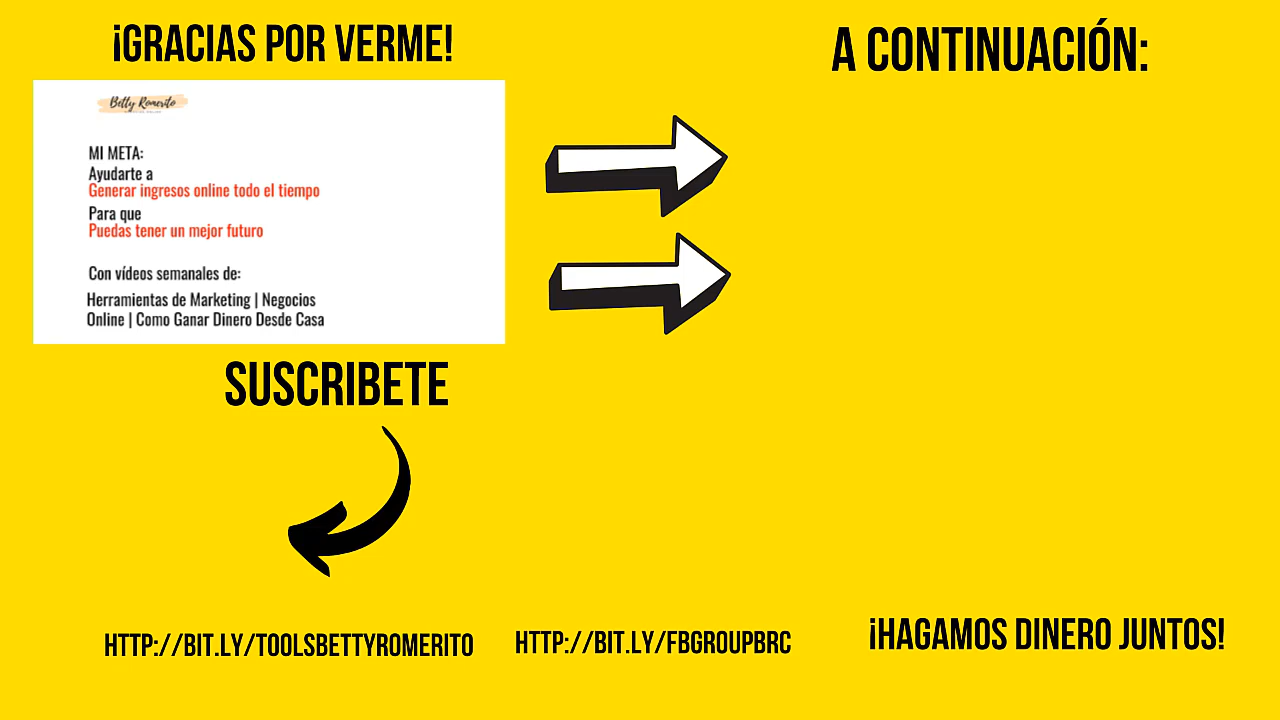 ¡GRACIAS POR VERME!
A CONTINUACIÓN:
Betty Romerito
MI META:
Ayudarte a
Generar ingresos online todo el tiempo
Para que
Puedas tener un mejor futuro
Con vídeos semanales de:
Herramientas de Marketing | Negocios
Online | Como Ganar Dinero Desde Casa
SUSCRIBETE
HTTP://BIT.LY/TOOLSBETTYROMERITO
HTTP://BIT.LY/FBGROUPBRC
¡HAGAMOS DINERO JUNTOS!